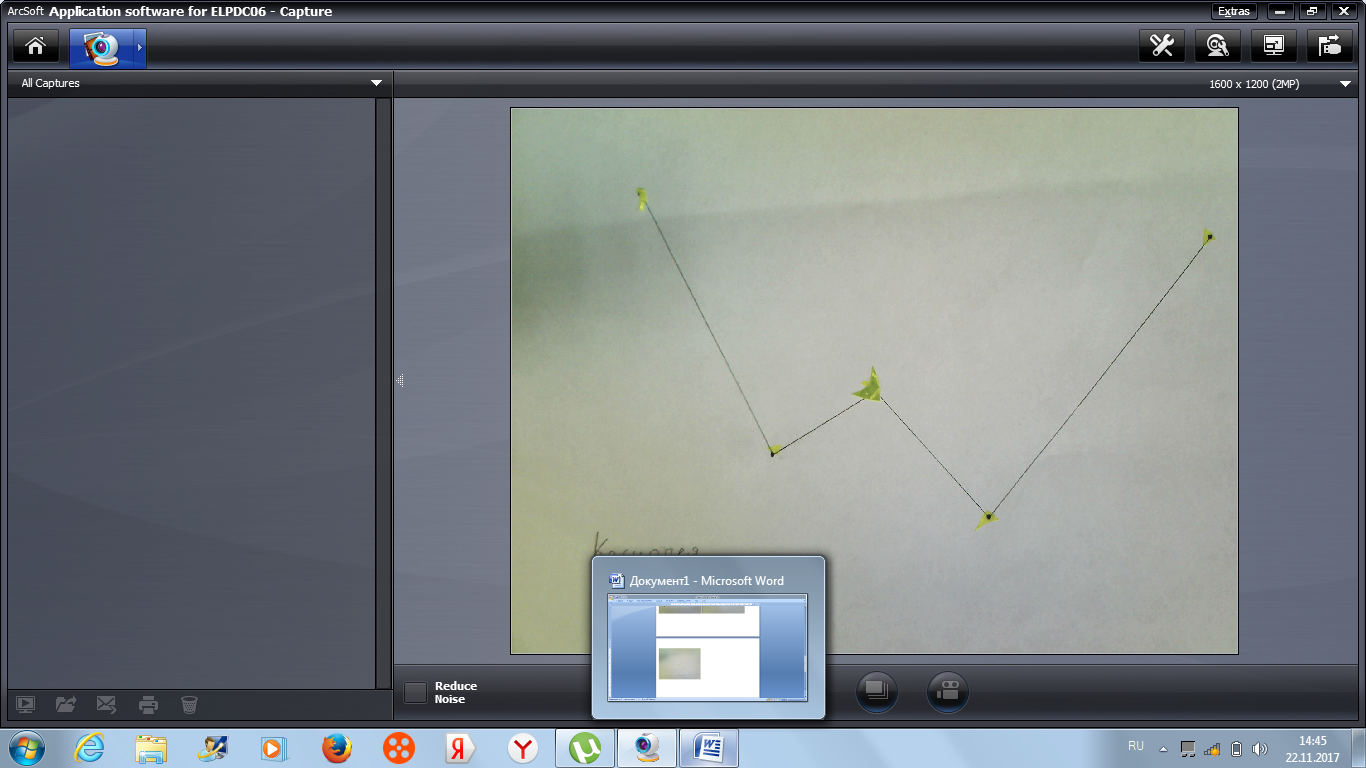 ArcSoft Application software for ELPDC06 - Capture
Extras
All Captures
1600 x 1200 (2MP)
Кассиопея
Документ1 - Microsoft Word
Reduce
Noise
RU
14:45
22.11.2017